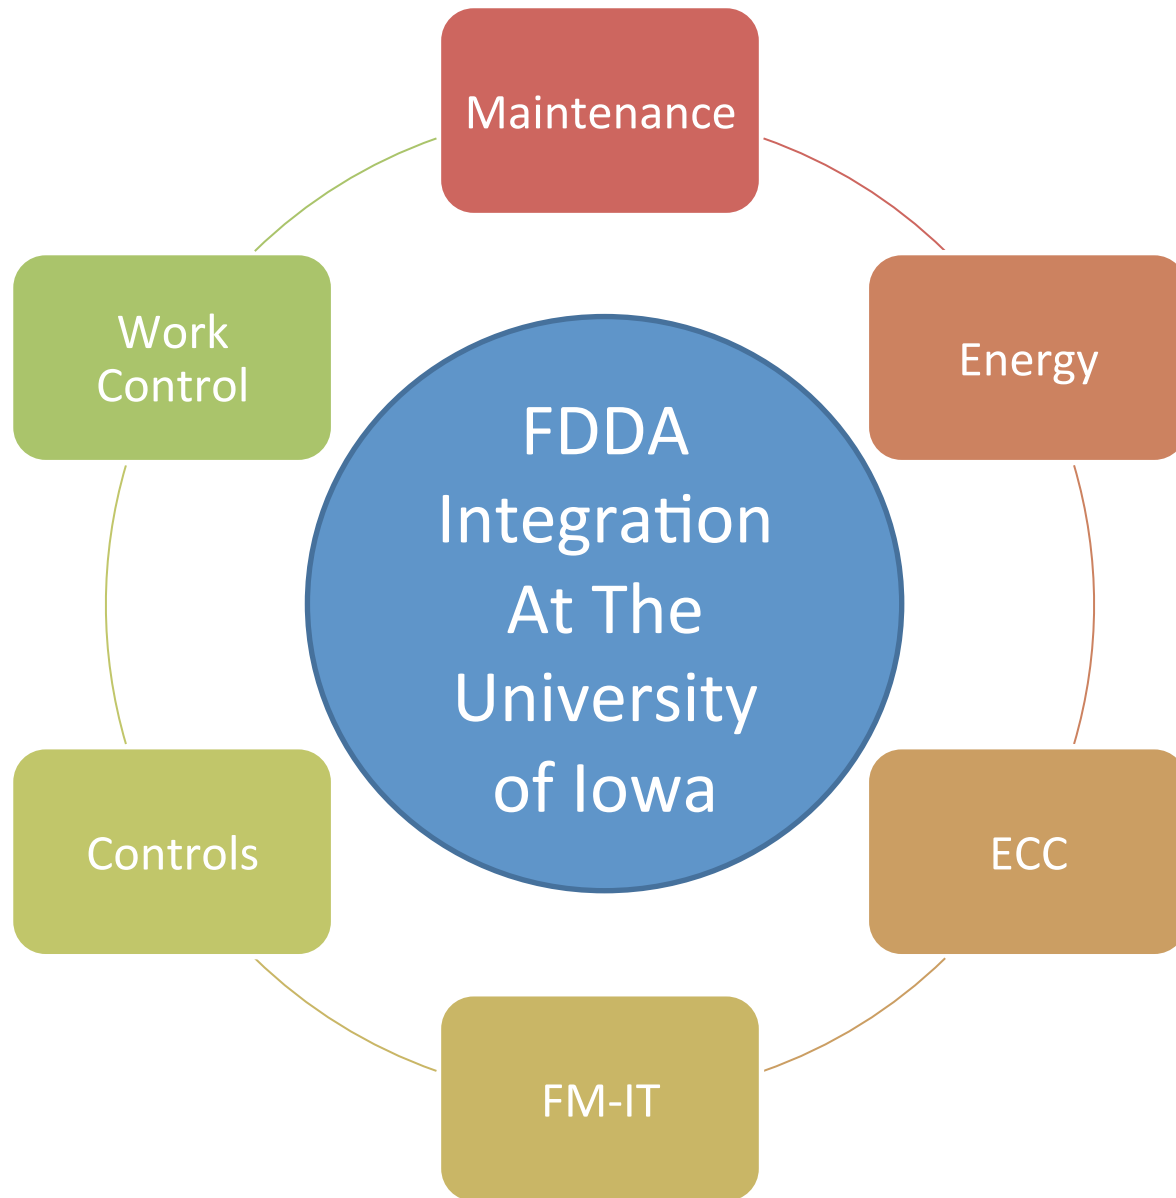 Maintenance
Energy
ECC
FM-IT
Controls
Work
Control
FDDA
Integration
At The
University
of Iowa